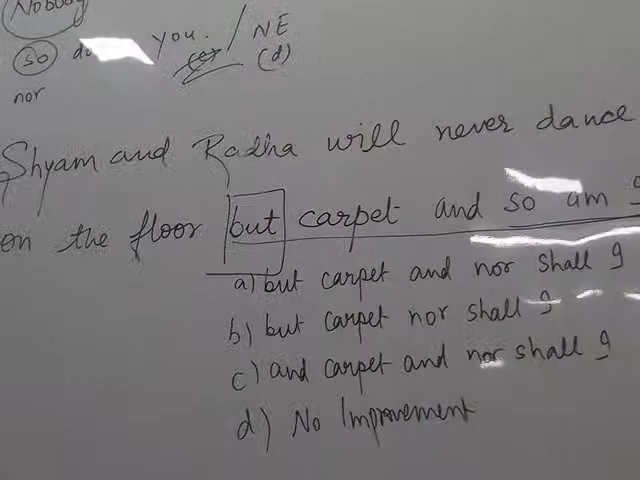 Nobody
so you. / NE
nor (d)
Shyam and Radha will never dance
on the floor but carpet and so am I
a) but carpet and nor shall I
b) but carpet nor shall I
c) and carpet and nor shall I
d) No Improvement